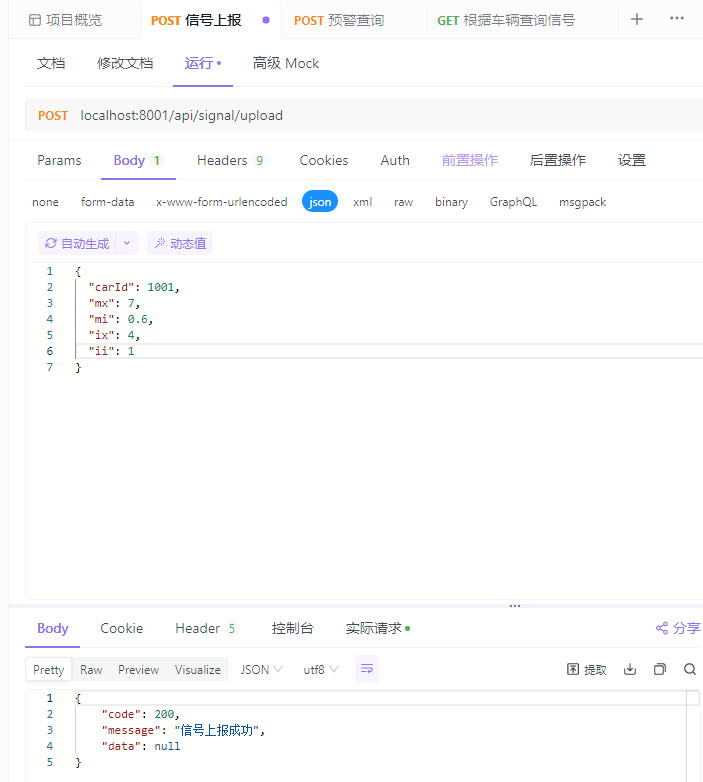 项目概览 POST 信号上报 POST 预警查询 GET 根据车辆查询信号
文档 修改文档 运行 高级 Mock
POST localhost:8001/api/signal/upload
Params Body 1 Headers 9 Cookies Auth 前置操作 后置操作 设置
none form-data x-www-form-urlencoded json xml raw binary GraphQL msgpack
自动生成 动态值
1 {
2 "carId": 1001,
3 "mx": 7,
4 "mi": 0.6,
5 "ix": 4,
6 "ii": 1
7 }
Body Cookie Header 5 控制台 实际请求 分享
Pretty Raw Preview Visualize JSON utf8 提取
1 {
2 "code": 200,
3 "message": "信号上报成功",
4 "data": null
5 }